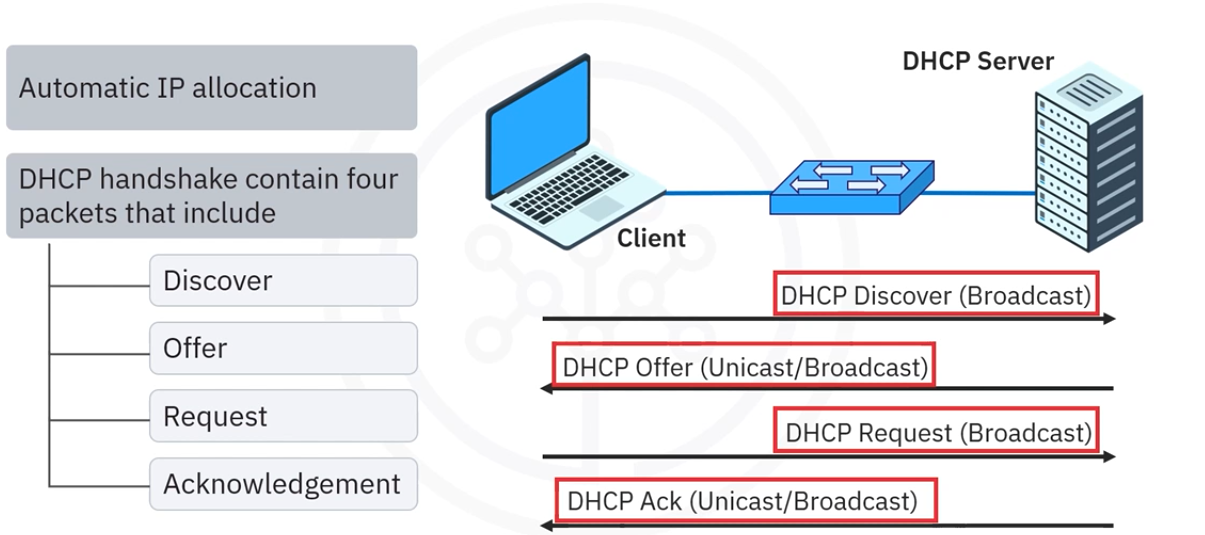 Automatic IP allocation
DHCP handshake contain four
packets that include
Discover
Offer
Request
Acknowledgement
DHCP Server
Client
DHCP Discover (Broadcast)
DHCP Offer (Unicast/Broadcast)
DHCP Request (Broadcast)
DHCP Ack (Unicast/Broadcast)